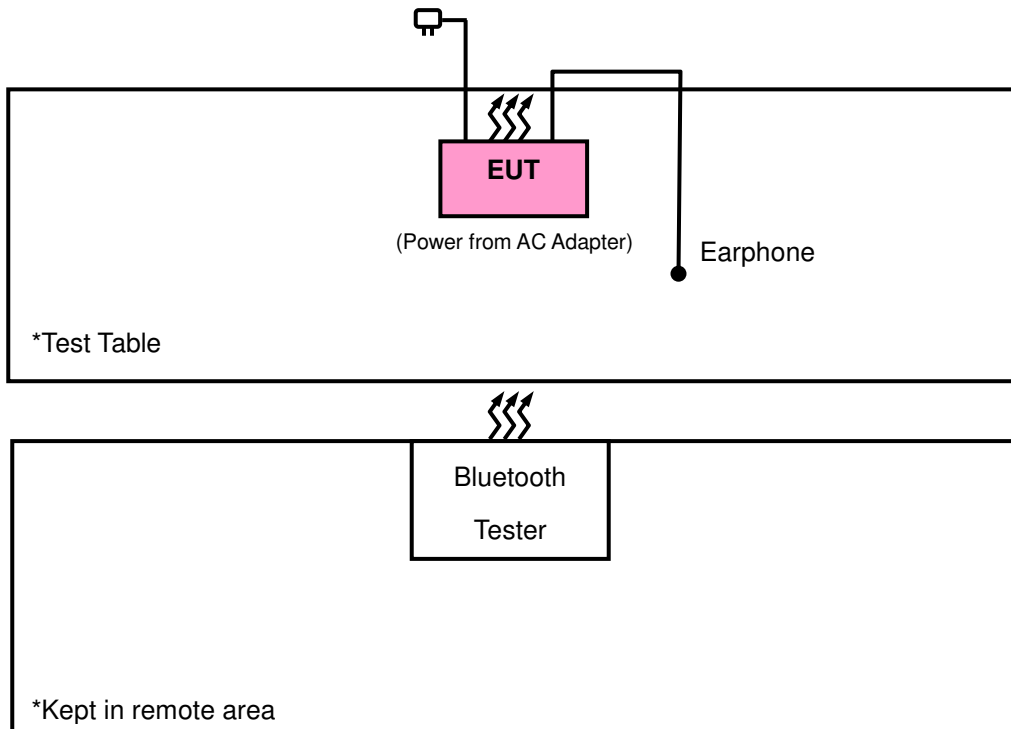 EUT
(Power from AC Adapter)
Earphone
*Test Table
Bluetooth
Tester
*Kept in remote area